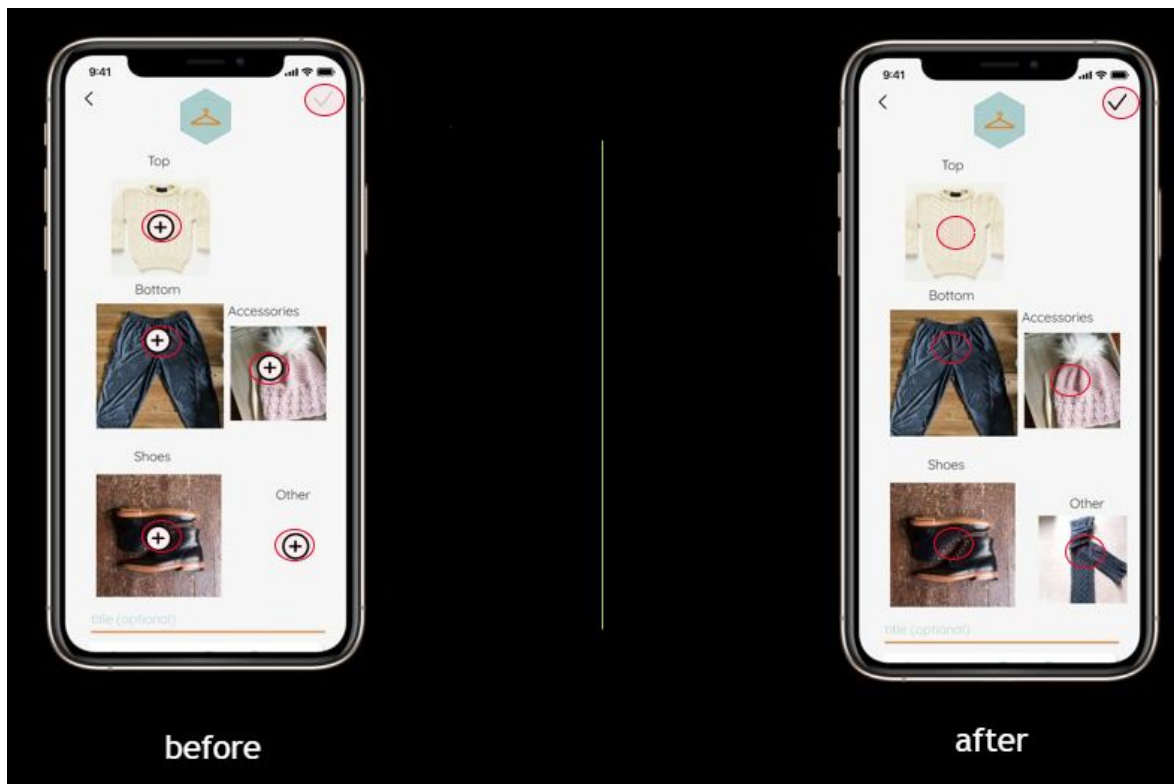 9:41
Top
Bottom
Accessories
Shoes
Other
title (optional)
before
9:41
Top
Bottom
Accessories
Shoes
Other
title (optional)
after